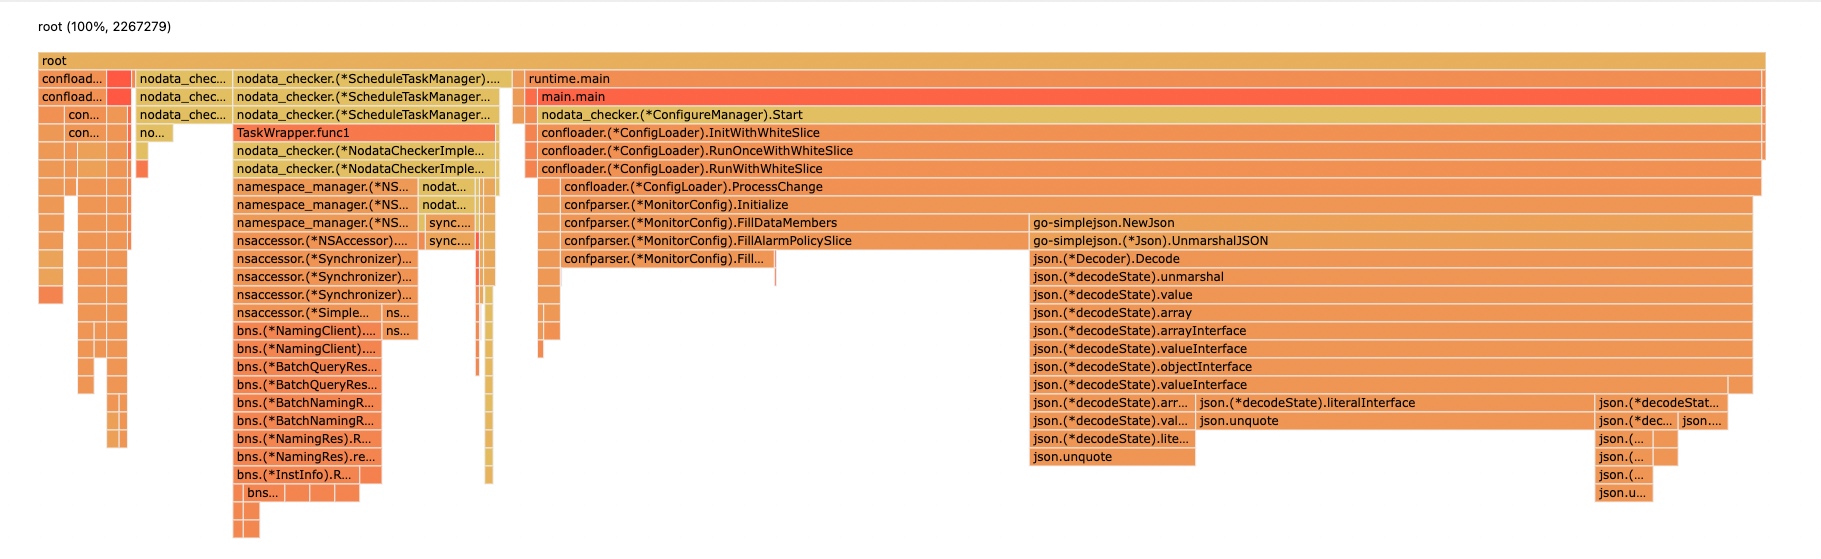 root (100%, 2267279)
root
confload... nodata_chec... nodata_checker.(*ScheduleTaskManager).... runtime.main
confload... nodata_chec... nodata_checker.(*ScheduleTaskManager... main.main
con... nodata_chec... nodata_checker.(*ScheduleTaskManager... nodata_checker.(*ConfigureManager).Start
con... no... TaskWrapper.func1 confloader.(*ConfigLoader).InitWithWhiteSlice
nodata_checker.(*NodataCheckerImple... confloader.(*ConfigLoader).RunOnceWithWhiteSlice
nodata_checker.(*NodataCheckerImple... confloader.(*ConfigLoader).RunWithWhiteSlice
namespace_manager.(*NS... nodat... confloader.(*ConfigLoader).ProcessChange
namespace_manager.(*NS... nodat... confparser.(*MonitorConfig).Initialize
namespace_manager.(*NS... sync.... confparser.(*MonitorConfig).FillDataMembers go-simplejson.NewJson
nsaccessor.(*NSAccessor).... sync.... confparser.(*MonitorConfig).FillAlarmPolicySlice go-simplejson.(*Json).UnmarshalJSON
nsaccessor.(*Synchronizer)... confparser.(*MonitorConfig).Fill... json.(*Decoder).Decode
nsaccessor.(*Synchronizer)... json.(*decodeState).unmarshal
nsaccessor.(*Synchronizer)... json.(*decodeState).value
nsaccessor.(*Simple... ns... json.(*decodeState).array
bns.(*NamingClient).... ns... json.(*decodeState).arrayInterface
bns.(*NamingClient).... json.(*decodeState).valueInterface
bns.(*BatchQueryRes... json.(*decodeState).objectInterface
bns.(*BatchQueryRes... json.(*decodeState).valueInterface
bns.(*BatchNamingR... json.(*decodeState).arr... json.(*decodeState).literalInterface json.(*decodeStat...
bns.(*BatchNamingR... json.(*decodeState).val... json.unquote json.(*dec... json....
bns.(*NamingRes).R... json.(*decodeState).lite... json.(...
bns.(*NamingRes).re... json.unquote json.(...
bns.(*InstInfo).R... json.(...
bns... json.u...